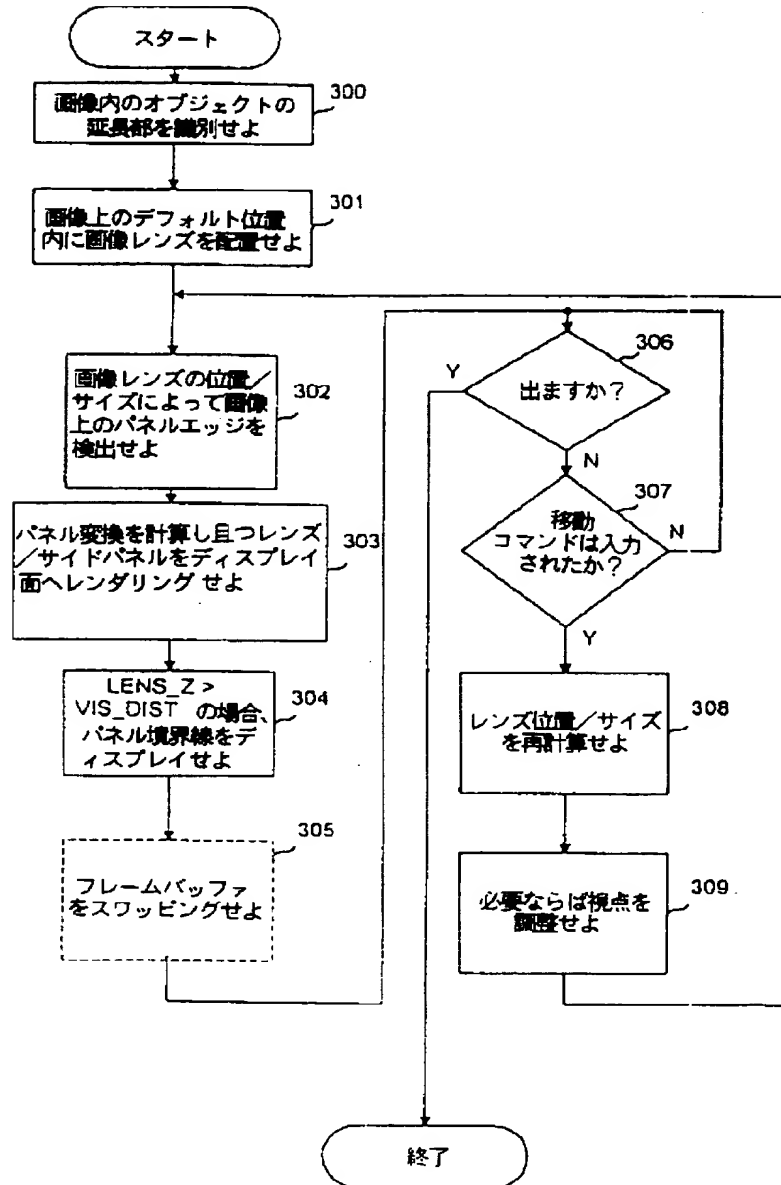 スタート
画像内のオブジェクトの
延長部を識別せよ
300
画像上のデフォルト位置
内に画像レンズを配置せよ
301
画像レンズの位置/
サイズによって画像
上のパネルエッジを
検出せよ
302
パネル変換を計算し且つレンズ
/サイドパネルをディスプレイ
面へレンダリング せよ
303
LENS_Z >
VIS_DIST の場合、
パネル境界線をデ
ィスプレイせよ
304
フレームバッファ
をスワッピングせよ
305
出ますか?
306
Y
N
移動
コマンドは入力
されたか?
307
N
Y
レンズ位置/サイズ
を再計算せよ
308
必要ならば視点を
調整せよ
309
終了